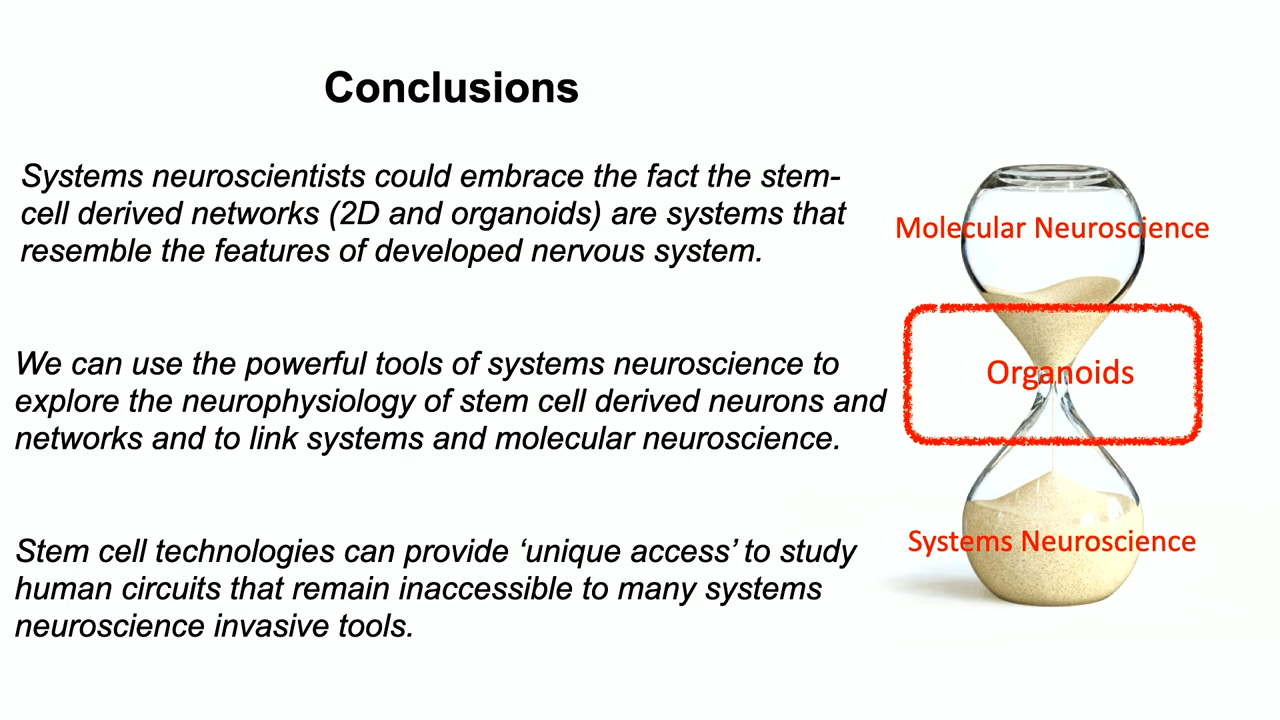 Conclusions
Systems neuroscientists could embrace the fact the stem-
cell derived networks (2D and organoids) are systems that
resemble the features of developed nervous system.
We can use the powerful tools of systems neuroscience to
explore the neurophysiology of stem cell derived neurons and
networks and to link systems and molecular neuroscience.
Stem cell technologies can provide ‘unique access’ to study
human circuits that remain inaccessible to many systems
neuroscience invasive tools.
Molecular Neuroscience
Organoids
Systems Neuroscience